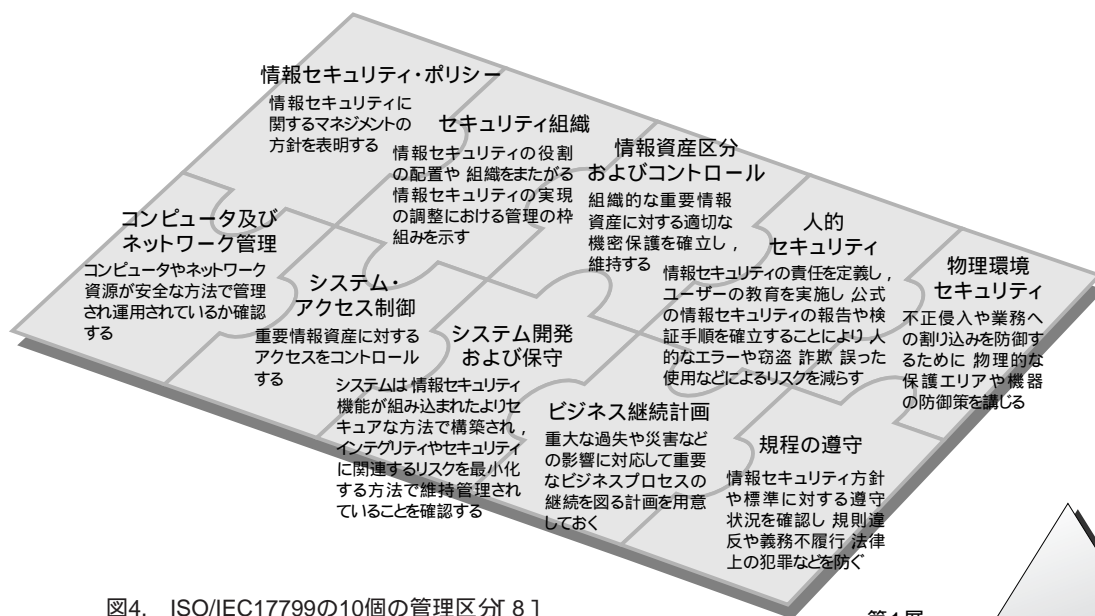 情報セキュリティ・ポリシー
情報セキュリティに
関するマネジメントの
方針を表明する
セキュリティ組織
情報セキュリティの役割
の配置や 組織をまたがる
情報セキュリティの実現
の調整における管理の枠
組みを示す
情報資産区分
およびコントロール
組織的な重要情報
資産に対する適切な
機密保護を確立し,
維持する
人的
セキュリティ
情報セキュリティの責任を定義し,
ユーザーの教育を実施し 公式
の情報セキュリティの報告や検
証手順を確立することにより 人
的なエラーや窃盗 詐欺 誤った
使用などによるリスクを減らす
物理環境
セキュリティ
不正侵入や業務へ
の割り込みを防御す
るために 物理的な
保護エリアや機器
の防御策を講じる
コンピュータ及び
ネットワーク管理
コンピュータやネットワーク
資源が安全な方法で管理
され運用されているか確認
する
システム・
アクセス制御
重要情報資産に対する
アクセスをコントロール
する
システム開発
および保守
システムは 情報セキュリティ
機能が組み込まれたよりセ
キュアな方法で構築され,
インテグリティやセキュリティ
に関連するリスクを最小化
する方法で維持管理され
ていることを確認する
ビジネス継続計画
重大な過失や災害など
の影響に対応して重要
なビジネスプロセスの
継続を図る計画を用意
しておく
規程の遵守
情報セキュリティ方針
や標準に対する遵守
状況を確認し 規則違
反や義務不履行 法律
上の犯罪などを防ぐ
図4. ISO/IEC17799の10個の管理区分[8]